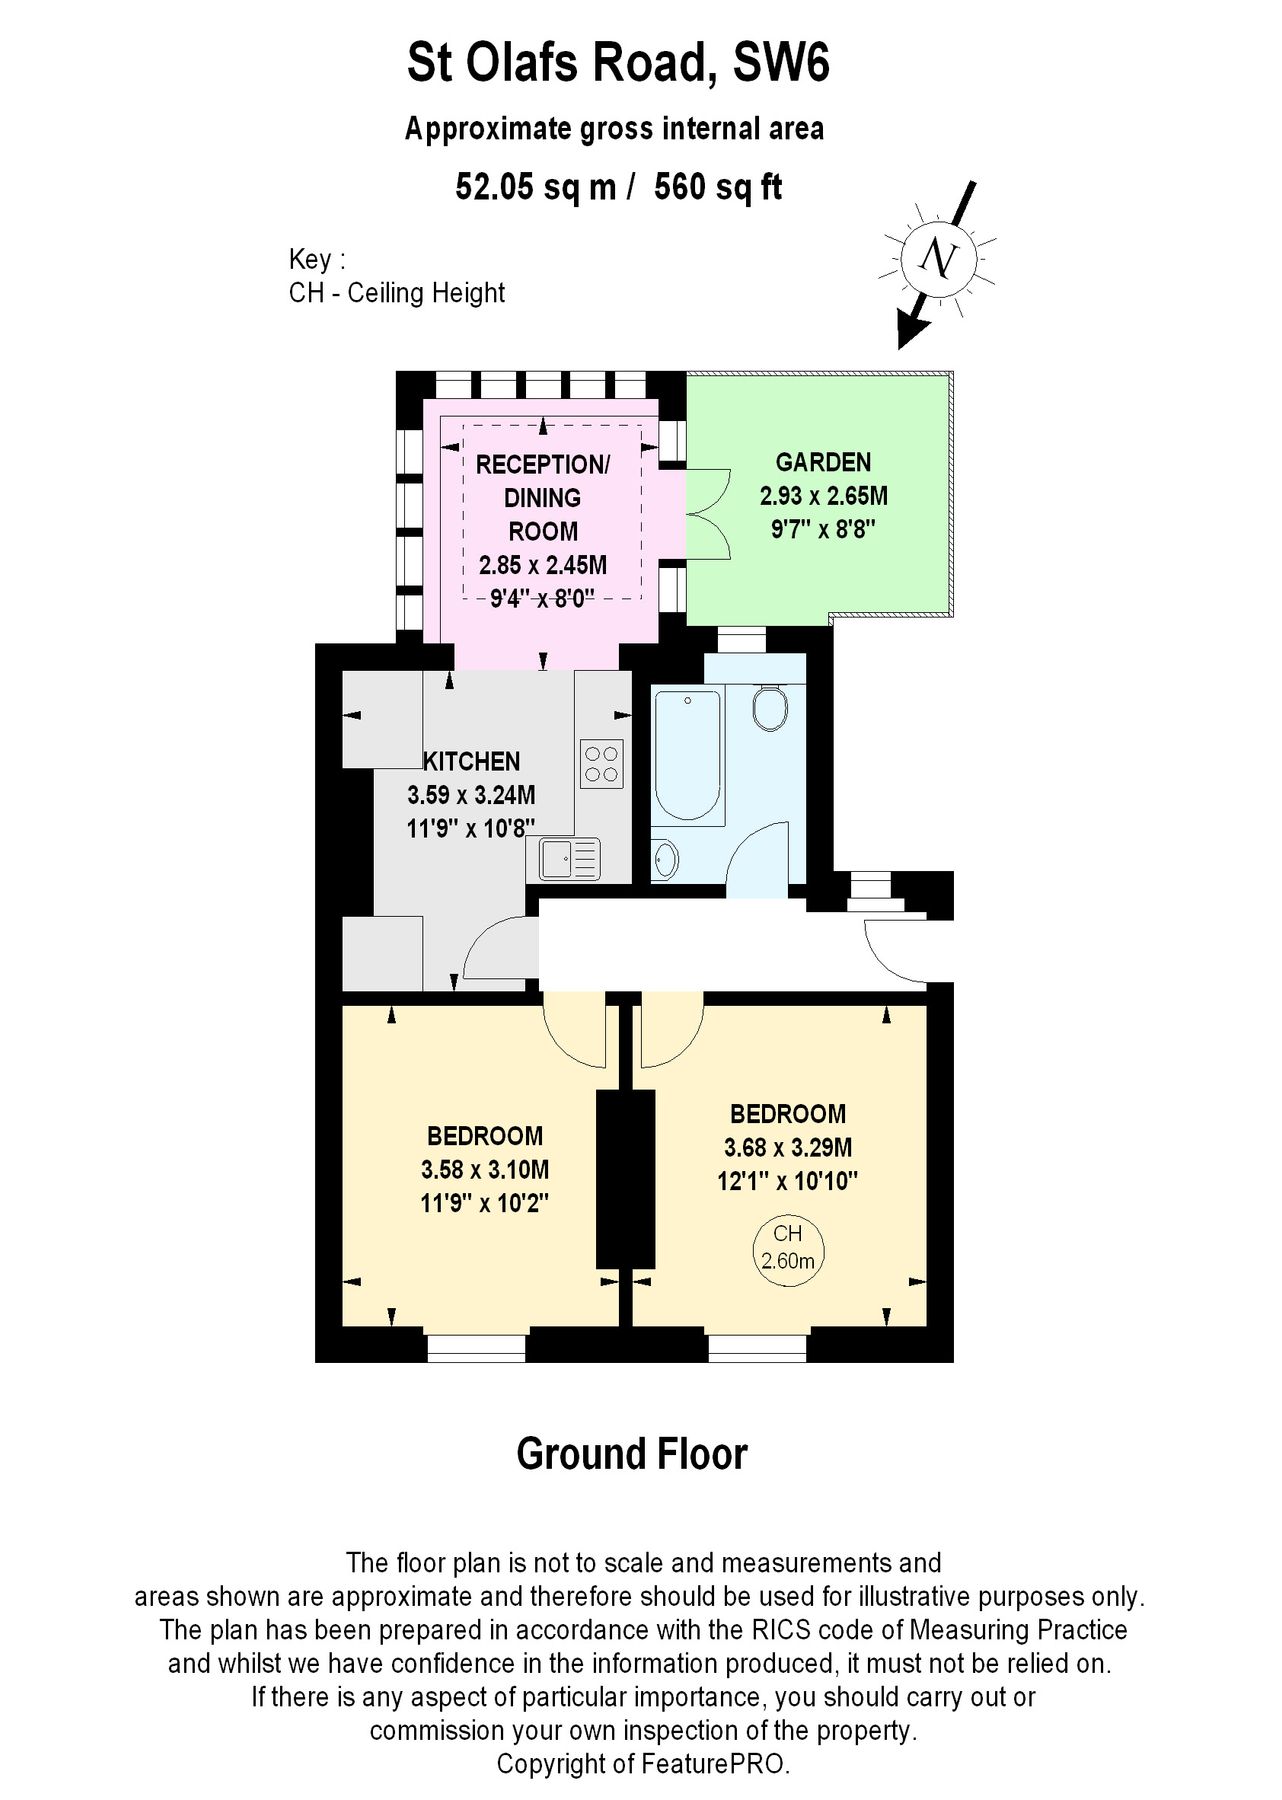 St Olafs Road, SW6
Approximate gross internal area
52.05 sq m /  560 sq ft
N
Key :
CH - Ceiling Height
RECEPTION/
DINING
ROOM
2.85 x 2.45M
9'4" x 8'0"
GARDEN
2.93 x 2.65M
9'7" x 8'8"
KITCHEN
3.59 x 3.24M
11'9" x 10'8"
BEDROOM
3.58 x 3.10M
11'9" x 10'2"
BEDROOM
3.68 x 3.29M
12'1" x 10'10"
CH
2.60m
Ground Floor
The floor plan is not to scale and measurements and
areas shown are approximate and therefore should be used for illustrative purposes only.
The plan has been prepared in accordance with the RICS code of Measuring Practice
and whilst we have confidence in the information produced, it must not be relied on.
If there is any aspect of particular importance, you should carry out or
commission your own inspection of the property.
Copyright of FeaturePRO.